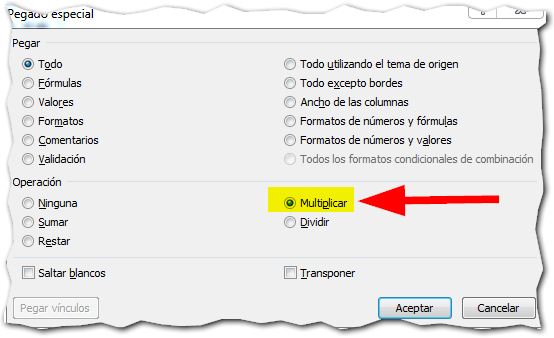 Pegado especial
Pegar
Todo
Todo utilizando el tema de origen
Fórmulas
Todo excepto bordes
Valores
Ancho de las columnas
Formatos
Formatos de números y fórmulas
Comentarios
Formatos de números y valores
Validación
Todos los formatos condicionales de combinación
Operación
Ninguna
Multiplicar
Sumar
Dividir
Restar
Saltar blancos
Transponer
Pegar vínculos
Aceptar
Cancelar